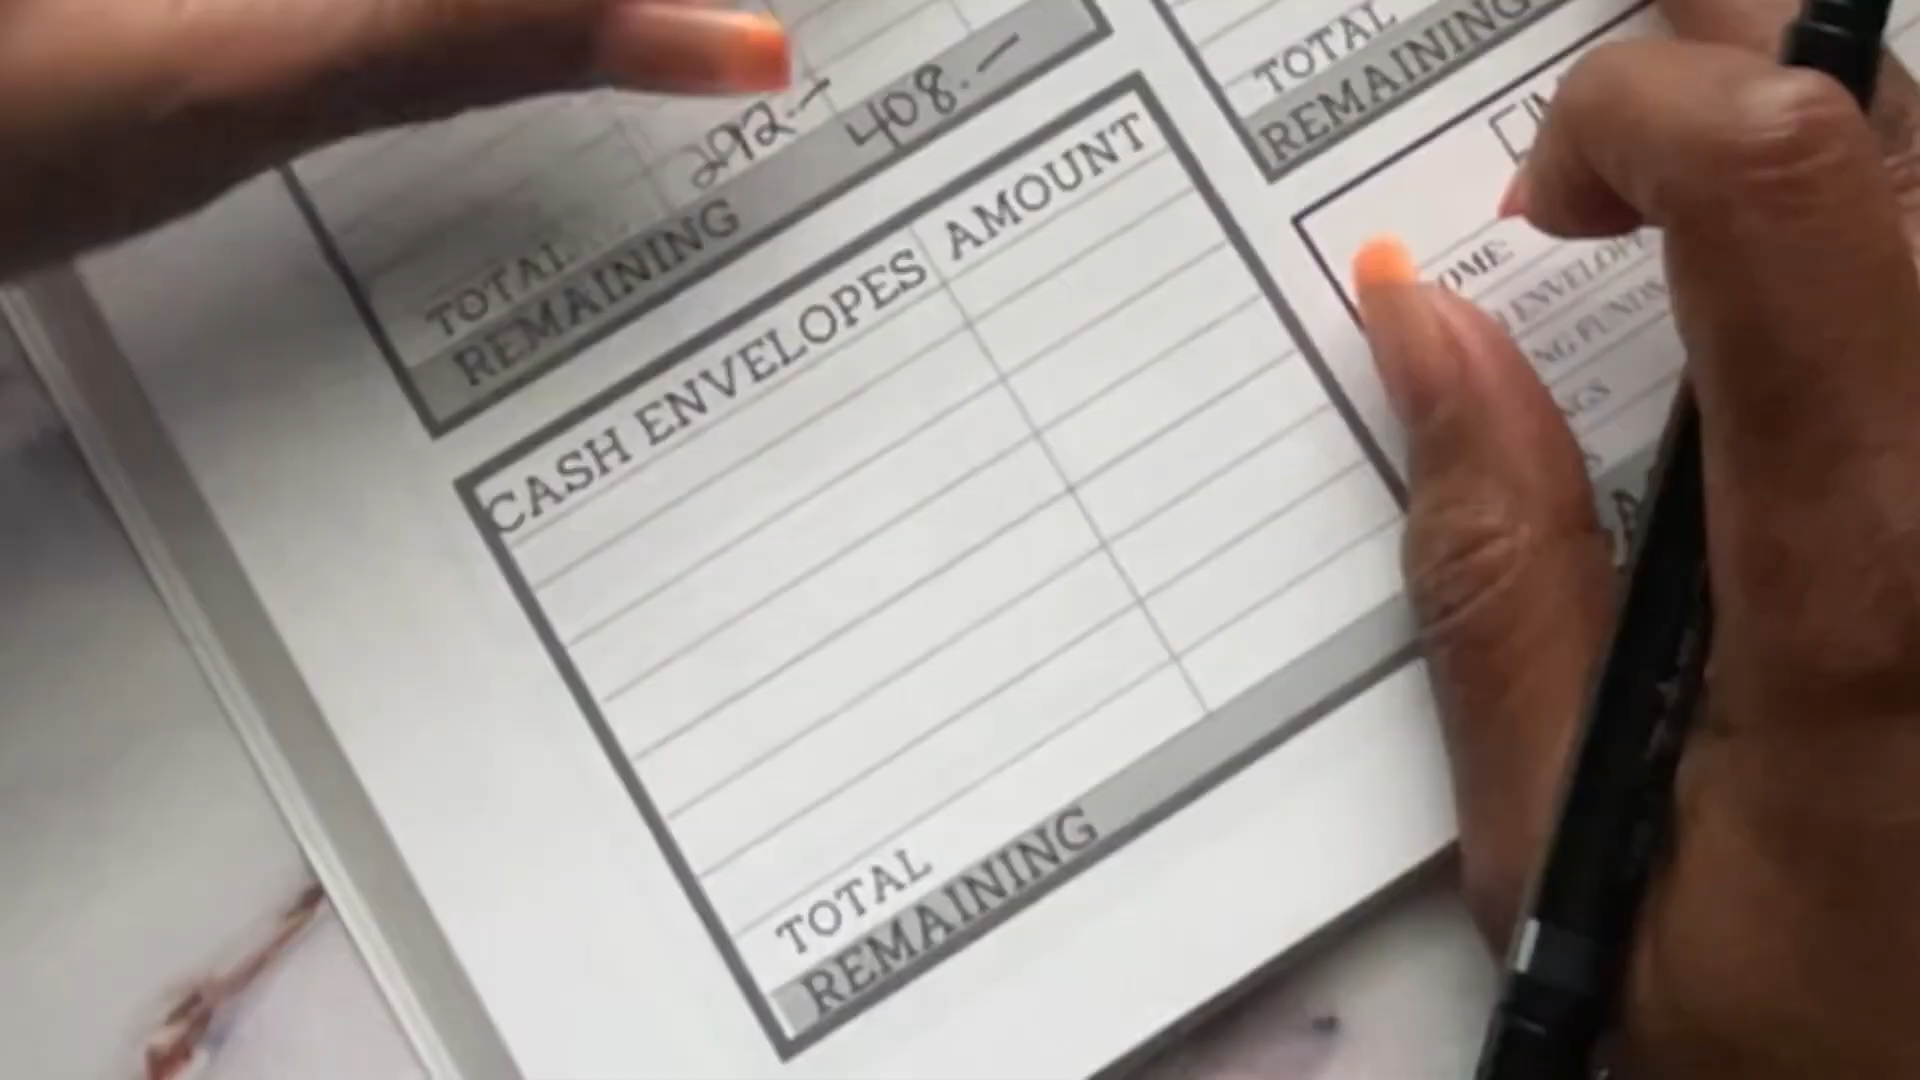 TOTAL 292.-
REMAINING 408.-
CASH ENVELOPES AMOUNT
TOTAL
REMAINING
TOTAL
REMAINING